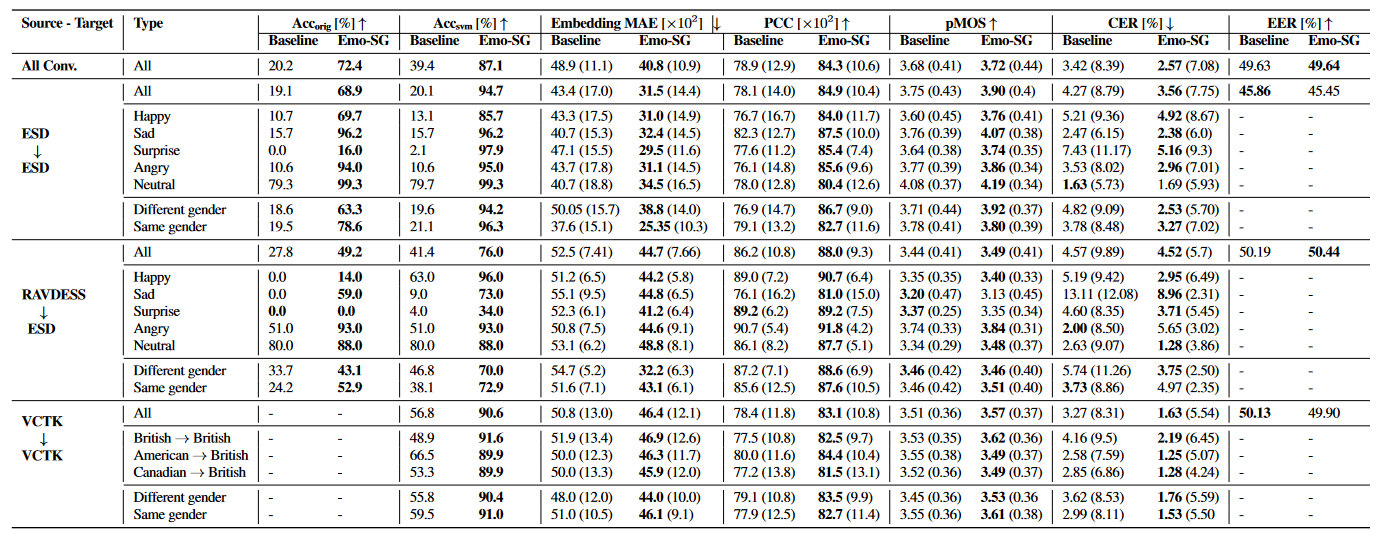 Source - Target Type Acc_orig [%] ↑ Acc_svm [%] ↑ Embedding MAE [×10²] ↓ PCC [×10²] ↑ pMOS ↑ CER [%] ↓ EER [%] ↑
Baseline Emo-SG Baseline Emo-SG Baseline Emo-SG Baseline Emo-SG Baseline Emo-SG Baseline Emo-SG Baseline Emo-SG
All Conv. All 20.2 72.4 39.4 87.1 48.9 (11.1) 40.8 (10.9) 78.9 (12.9) 84.3 (10.6) 3.68 (0.41) 3.72 (0.44) 3.42 (8.39) 2.57 (7.08) 49.63 49.64
All 19.1 68.9 20.1 94.7 43.4 (17.0) 31.5 (14.4) 78.1 (14.0) 84.9 (10.4) 3.75 (0.43) 3.90 (0.4) 4.27 (8.79) 3.56 (7.75) 45.86 45.45
Happy 10.7 69.7 13.1 85.7 43.3 (17.5) 31.0 (14.9) 76.7 (16.7) 84.0 (11.7) 3.60 (0.45) 3.76 (0.41) 5.21 (9.36) 4.92 (8.67) - -
ESD Sad 15.7 96.2 15.7 96.2 40.7 (15.3) 32.4 (14.5) 82.3 (12.7) 87.5 (10.0) 3.76 (0.39) 4.07 (0.38) 2.47 (6.15) 2.38 (6.0) - -
↓ Surprise 0.0 16.0 2.1 97.9 47.1 (15.5) 29.5 (11.6) 77.6 (11.2) 85.4 (7.4) 3.64 (0.38) 3.74 (0.35) 7.43 (11.17) 5.16 (9.3) - -
ESD Angry 10.6 94.0 10.6 95.0 43.7 (17.8) 31.1 (14.5) 76.1 (14.8) 85.6 (9.6) 3.77 (0.39) 3.86 (0.34) 3.53 (8.02) 2.96 (7.01) - -
Neutral 79.3 99.3 79.7 99.3 40.7 (18.8) 34.5 (16.5) 78.0 (12.8) 80.4 (12.6) 4.08 (0.37) 4.19 (0.34) 1.63 (5.73) 1.69 (5.93) - -
Different gender 18.6 63.3 19.6 94.2 50.05 (15.7) 38.8 (14.0) 76.9 (14.7) 86.7 (9.0) 3.71 (0.44) 3.92 (0.37) 4.82 (9.09) 2.53 (5.70) - -
Same gender 19.5 78.6 21.1 96.3 37.6 (15.1) 25.35 (10.3) 79.1 (13.2) 82.7 (11.6) 3.78 (0.41) 3.80 (0.39) 3.78 (8.48) 3.27 (7.02) - -
All 27.8 49.2 41.4 76.0 52.5 (7.41) 44.7 (7.66) 86.2 (10.8) 88.0 (9.3) 3.44 (0.41) 3.49 (0.41) 4.57 (9.89) 4.52 (5.7) 50.19 50.44
Happy 0.0 14.0 63.0 96.0 51.2 (6.5) 44.2 (5.8) 89.0 (7.2) 90.7 (6.4) 3.35 (0.35) 3.40 (0.33) 5.19 (9.42) 2.95 (6.49) - -
RAVDESS Sad 0.0 59.0 9.0 73.0 55.1 (9.5) 44.8 (6.5) 76.1 (16.2) 81.0 (15.0) 3.20 (0.47) 3.13 (0.45) 13.11 (12.08) 8.96 (2.31) - -
↓ Surprise 0.0 0.0 4.0 34.0 52.3 (6.1) 41.2 (6.4) 89.2 (6.2) 89.2 (7.5) 3.37 (0.25) 3.35 (0.34) 4.60 (8.35) 3.71 (5.45) - -
ESD Angry 51.0 93.0 51.0 93.0 50.8 (7.5) 44.6 (9.1) 90.7 (5.4) 91.8 (4.2) 3.74 (0.33) 3.84 (0.31) 2.00 (8.50) 5.65 (3.02) - -
Neutral 80.0 88.0 80.0 88.0 53.1 (6.2) 48.8 (8.1) 86.1 (8.2) 87.7 (5.1) 3.34 (0.29) 3.48 (0.37) 2.63 (9.07) 1.28 (3.86) - -
Different gender 33.7 43.1 46.8 70.0 54.7 (5.2) 32.2 (6.3) 87.2 (7.1) 88.6 (6.9) 3.46 (0.42) 3.46 (0.40) 5.74 (11.26) 3.75 (2.50) - -
Same gender 24.2 52.9 38.1 72.9 51.6 (7.1) 43.1 (6.1) 85.6 (12.5) 87.6 (10.5) 3.46 (0.42) 3.51 (0.40) 3.73 (8.86) 4.97 (2.35) - -
VCTK All - - 56.8 90.6 50.8 (13.0) 46.4 (12.1) 78.4 (11.8) 83.1 (10.8) 3.51 (0.36) 3.57 (0.37) 3.27 (8.31) 1.63 (5.54) 50.13 49.90
↓
VCTK British → British - - 48.9 91.6 51.9 (13.4) 46.9 (12.6) 77.5 (10.8) 82.5 (9.7) 3.53 (0.35) 3.62 (0.36) 4.16 (9.5) 2.19 (6.45) - -
American → British - - 66.5 89.9 50.0 (12.3) 46.3 (11.7) 80.0 (11.6) 84.4 (10.4) 3.55 (0.38) 3.49 (0.37) 2.58 (7.59) 1.25 (5.07) - -
Canadian → British - - 53.3 89.9 50.0 (13.3) 45.9 (12.0) 77.2 (13.8) 81.5 (13.1) 3.52 (0.36) 3.49 (0.37) 2.85 (6.86) 1.28 (4.24) - -
Different gender - - 55.8 90.4 48.0 (12.0) 44.0 (10.0) 79.1 (10.8) 83.5 (9.9) 3.45 (0.36) 3.53 (0.36 3.62 (8.53) 1.76 (5.59) - -
Same gender - - 59.5 91.0 51.0 (10.5) 46.1 (9.1) 77.9 (12.5) 82.7 (11.4) 3.55 (0.36) 3.61 (0.38) 2.99 (8.11) 1.53 (5.50 - -